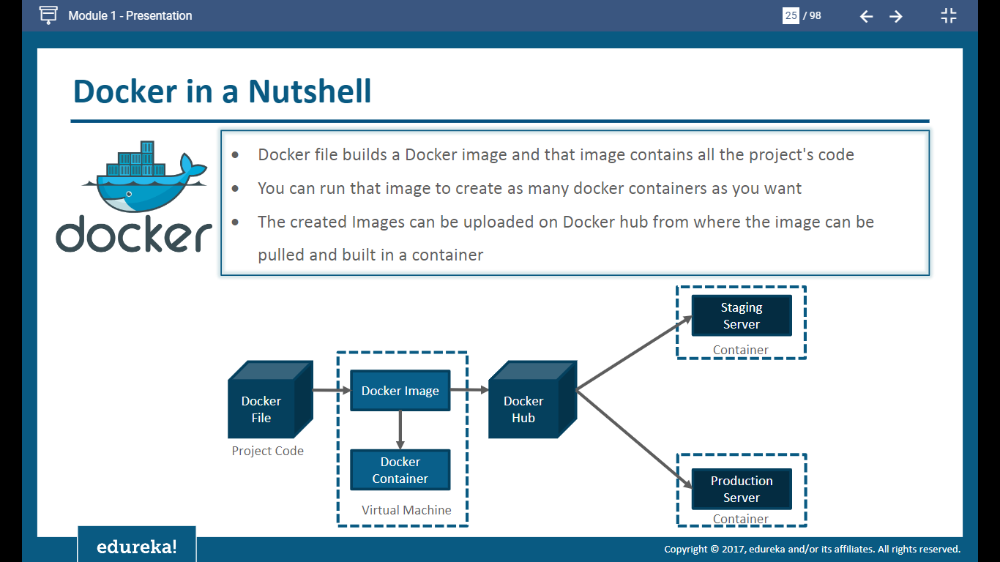 Module 1 - Presentation
25 / 98
Docker in a Nutshell
docker
• Docker file builds a Docker image and that image contains all the project's code
• You can run that image to create as many docker containers as you want
• The created Images can be uploaded on Docker hub from where the image can be
pulled and built in a container
Docker
File
Project Code
Docker Image
Docker
Container
Virtual Machine
Docker
Hub
Staging
Server
Container
Production
Server
Container
edureka!
Copyright © 2017, edureka and/or its affiliates. All rights reserved.